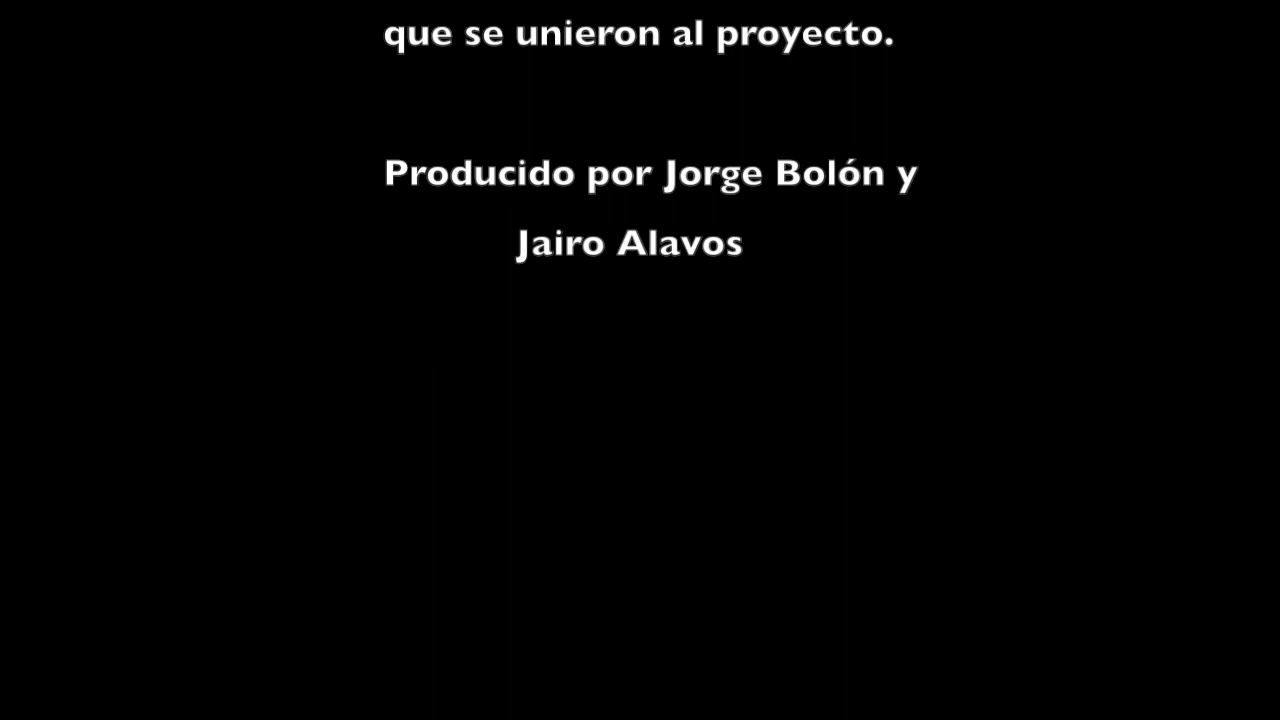 que se unieron al proyecto.
Producido por Jorge Bolón y
Jairo Alavos